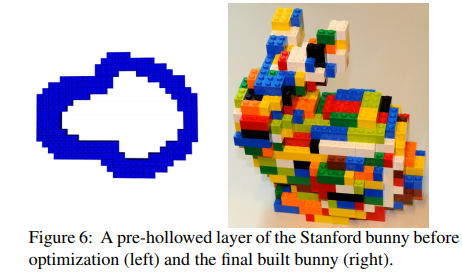 Figure 6: A pre-hollowed layer of the Stanford bunny before
optimization (left) and the final built bunny (right).